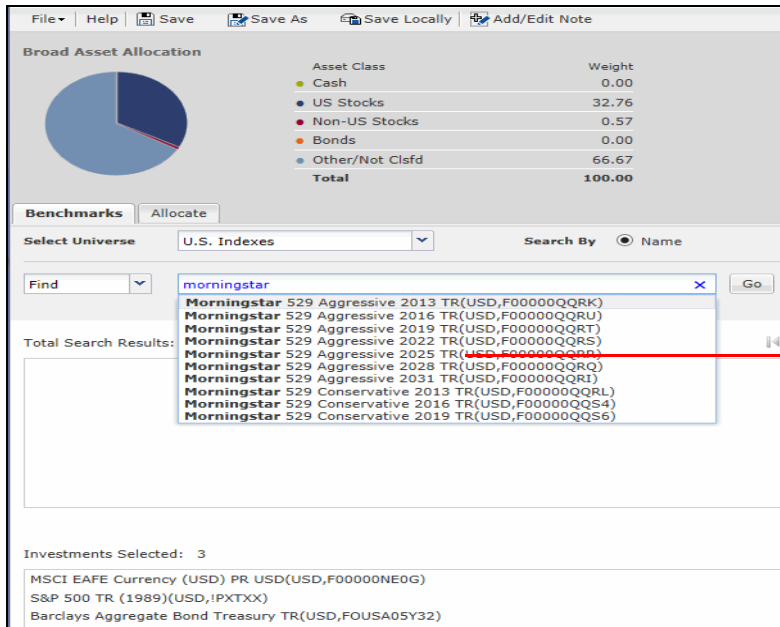 File Help Save Save As Save Locally Add/Edit Note
Broad Asset Allocation
Asset Class Weight
Cash 0.00
US Stocks 32.76
Non-US Stocks 0.57
Bonds 0.00
Other/Not Clsfd 66.67
Total 100.00
Benchmarks Allocate
Select Universe U.S. Indexes Search By Name
Find morningstar Go
Morningstar 529 Aggressive 2013 TR(USD,F00000QQRK)
Morningstar 529 Aggressive 2016 TR(USD,F00000QQRU)
Morningstar 529 Aggressive 2019 TR(USD,F00000QQRT)
Morningstar 529 Aggressive 2022 TR(USD,F00000QQRS)
Total Search Results:
Morningstar 529 Aggressive 2025 TR(USD,F00000QQRR)
Morningstar 529 Aggressive 2028 TR(USD,F00000QQRQ)
Morningstar 529 Aggressive 2031 TR(USD,F00000QQRI)
Morningstar 529 Conservative 2013 TR(USD,F00000QQRL)
Morningstar 529 Conservative 2016 TR(USD,F00000QQS4)
Morningstar 529 Conservative 2019 TR(USD,F00000QQS6)
Investments Selected: 3
MSCI EAFE Currency (USD) PR USD(USD,F00000NE0G)
S&P 500 TR (1989)(USD,!PXTXX)
Barclays Aggregate Bond Treasury TR(USD,FOUSA05Y32)